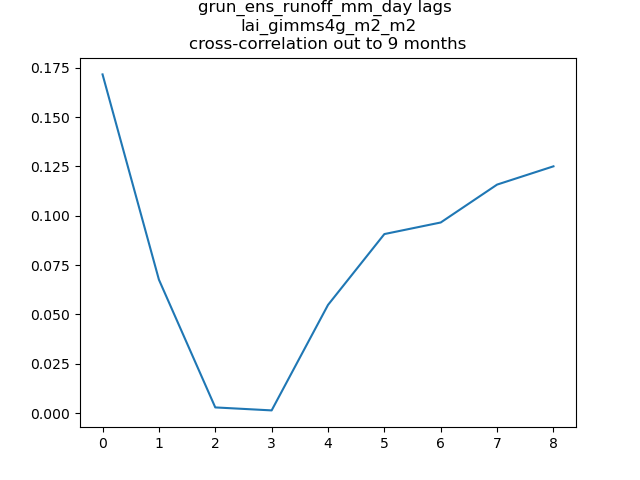 grun_ens_runoff_mm_day lags
lai_gimms4g_m2_m2
cross-correlation out to 9 months
0.175
0.150
0.125
0.100
0.075
0.050
0.025
0.000
0 1 2 3 4 5 6 7 8